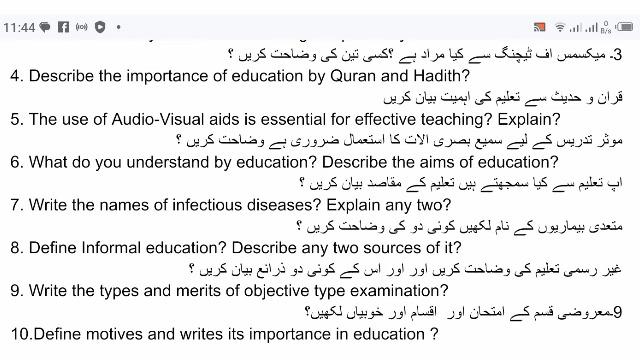 11:44
3۔ میکسمس اف ٹیچنگ سے کیا مراد ہے ؟کسی تین کی وضاحت کریں ؟
4. Describe the importance of education by Quran and Hadith?
قران و حدیث سے تعلیم کی اہمیت بیان کریں
5. The use of Audio-Visual aids is essential for effective teaching? Explain?
موثر تدریس کے لیے سمیع بصری الات کا استعمال ضروری ہے وضاحت کریں ؟
6. What do you understand by education? Describe the aims of education?
اپ تعلیم سے کیا سمجھتے ہیں تعلیم کے مقاصد بیان کریں ؟
7. Write the names of infectious diseases? Explain any two?
متعدی بیماریوں کے نام لکھیں کوئی دو کی وضاحت کریں ؟
8. Define Informal education? Describe any two sources of it?
غیر رسمی تعلیم کی وضاحت کریں اور اور اس کے کوئی دو ذرائع بیان کریں ؟
9. Write the types and merits of objective type examination?
9۔معروضی قسم کے امتحان اور اقسام اور خوبیاں لکھیں؟
10.Define motives and writes its importance in education ?